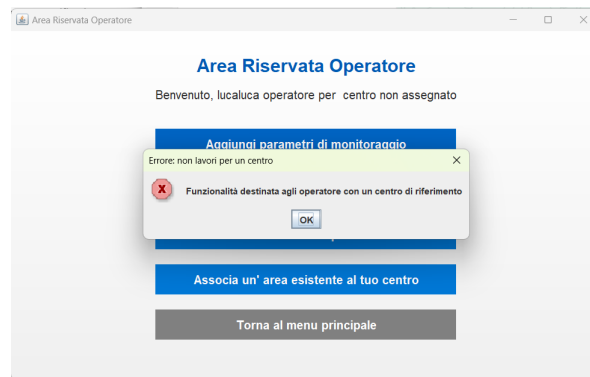 Area Riservata Operatore
Area Riservata Operatore
Benvenuto, lucaluca operatore per centro non assegnato
Aggiungi parametri di monitoraggio
Errore: non lavori per un centro
X
Funzionalità destinata agli operatore con un centro di riferimento
OK
Associa un' area esistente al tuo centro
Torna al menu principale